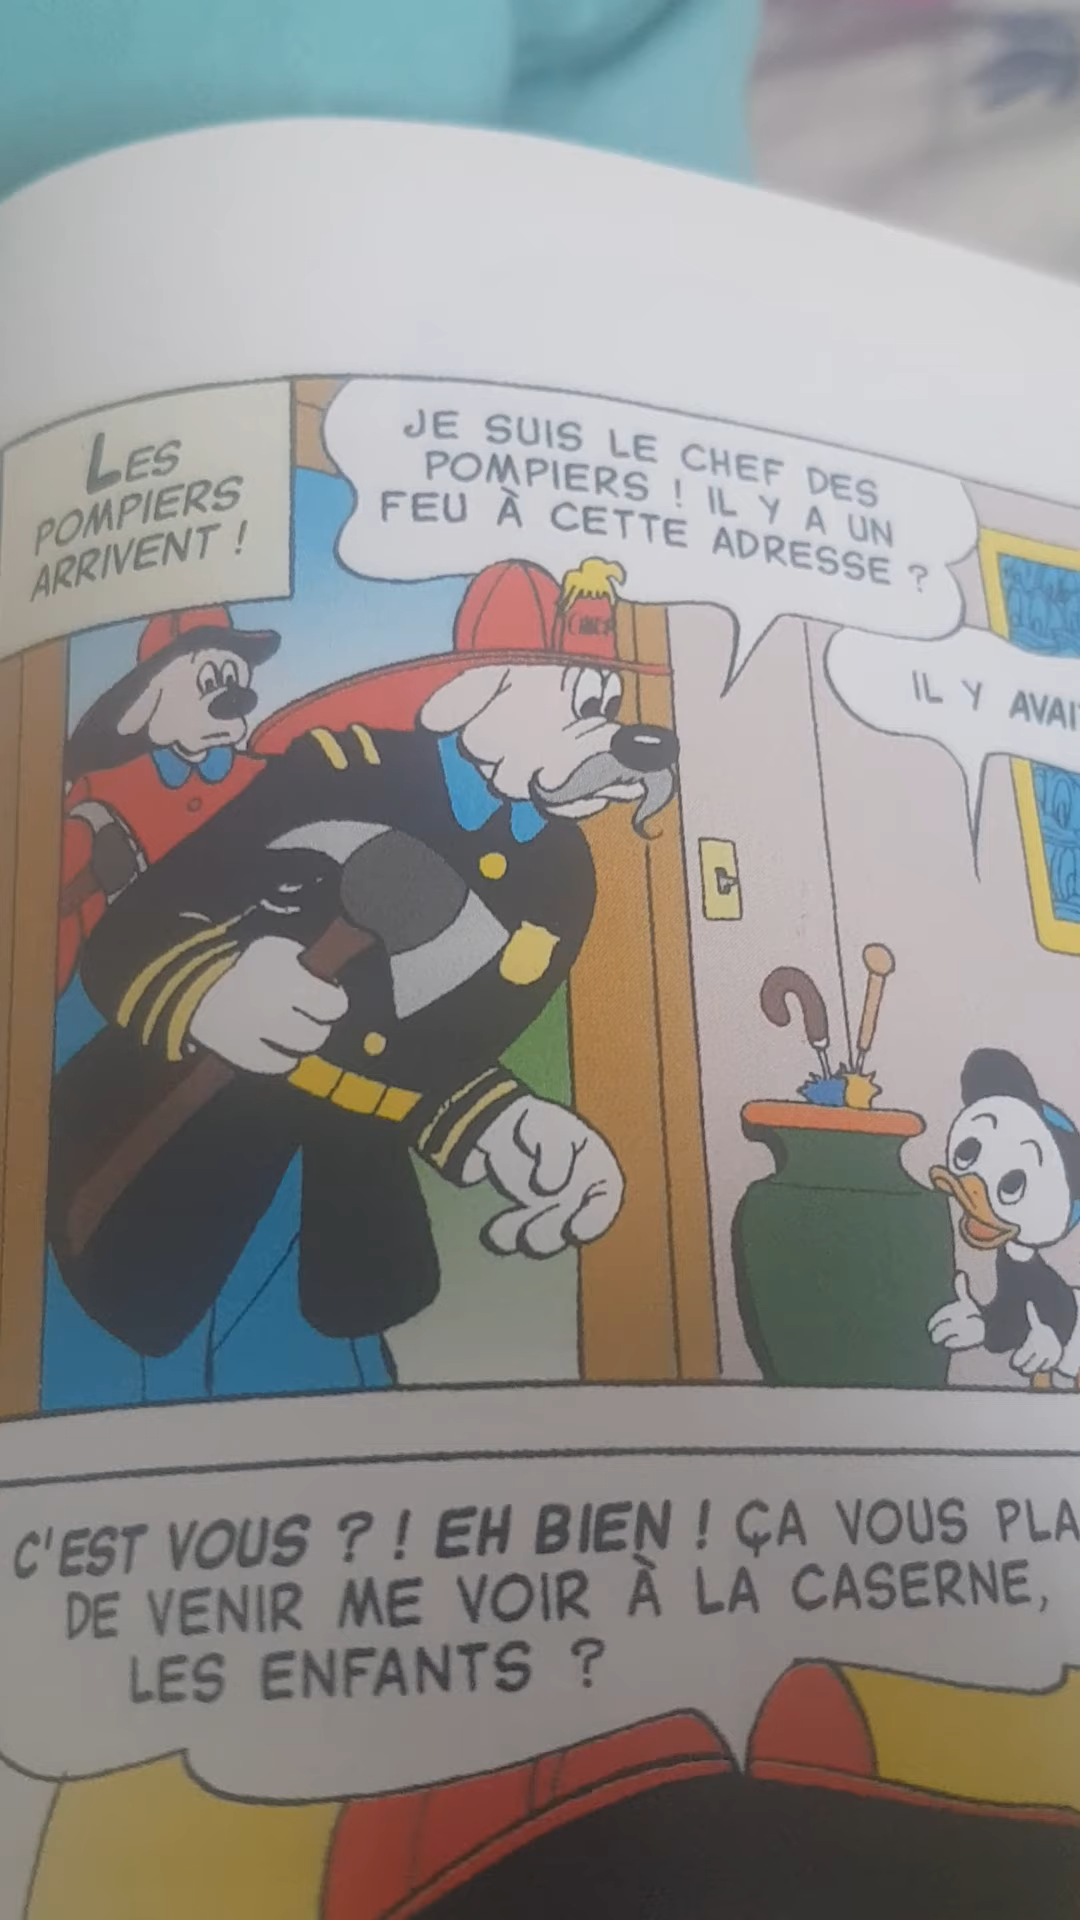 LES
POMPIERS
ARRIVENT !
JE SUIS LE CHEF DES
POMPIERS ! IL Y A UN
FEU À CETTE ADRESSE ?
IL Y
C'EST VOUS ? ! EH BIEN ! ÇA VOUS
DE VENIR ME VOIR À LA CASERNE,
LES ENFANTS ?